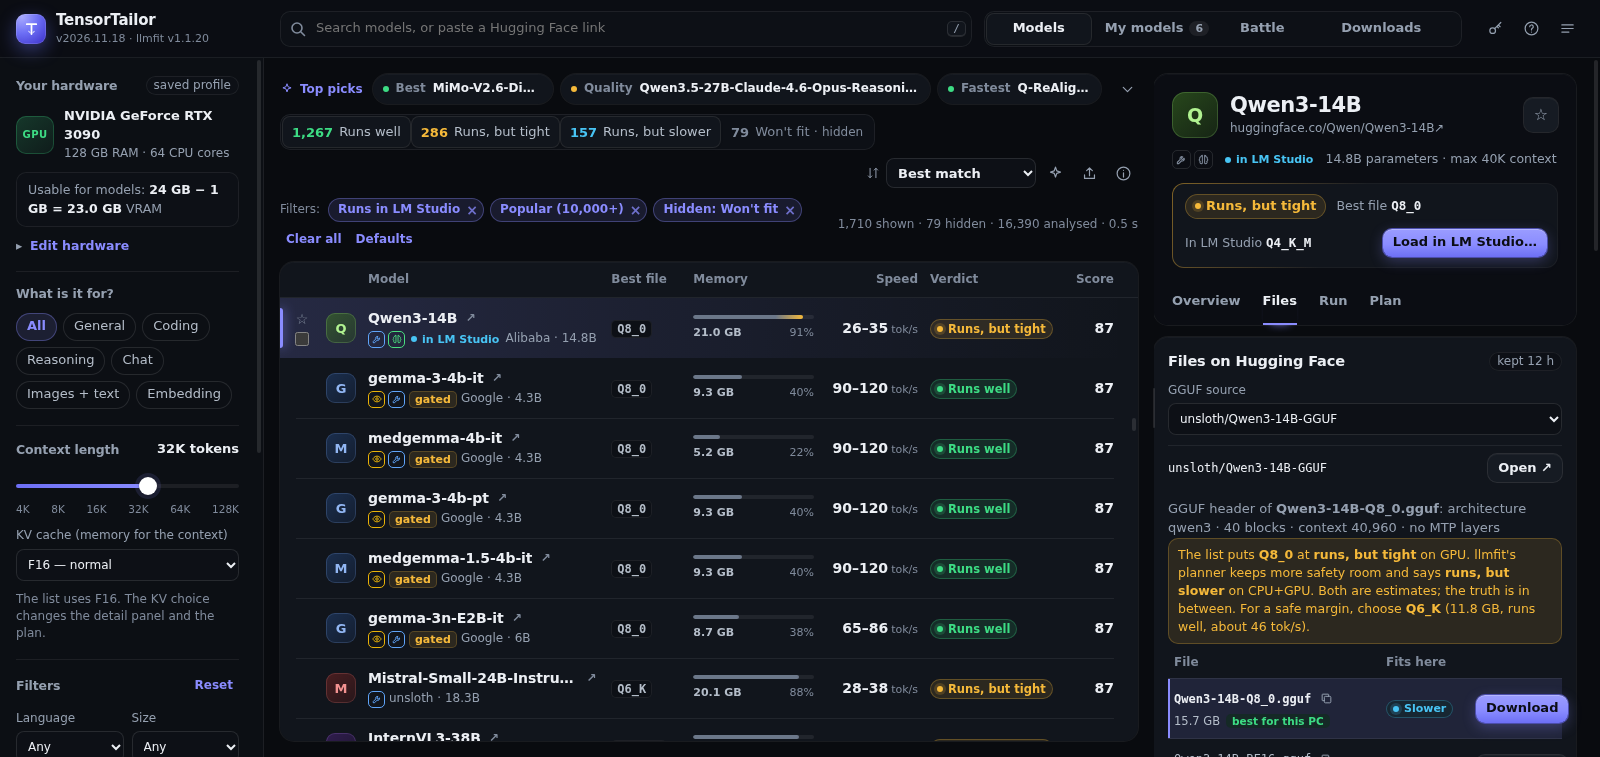 TensorTailor
v2026.11.18 · llmfit v1.1.20
Search models, or paste a Hugging Face link
/
Models
My models 6
Battle
Downloads
Your hardware
saved profile
GPU
NVIDIA GeForce RTX
3090
128 GB RAM · 64 CPU cores
Usable for models: 24 GB − 1
GB = 23.0 GB VRAM
▸ Edit hardware
What is it for?
All
General
Coding
Reasoning
Chat
Images + text
Embedding
Context length
32K tokens
4K 8K 16K 32K 64K 128K
KV cache (memory for the context)
F16 — normal
The list uses F16. The KV choice
changes the detail panel and the
plan.
Filters
Reset
Language
Size
Any
Any
Top picks
Best MiMo-V2.6-Di…
Quality Qwen3.5-27B-Claude-4.6-Opus-Reasoni…
Fastest Q-ReAlig…
1,267 Runs well
286 Runs, but tight
157 Runs, but slower
79 Won't fit · hidden
Best match
Filters:
Runs in LM Studio ×
Popular (10,000+) ×
Hidden: Won't fit ×
Clear all
Defaults
1,710 shown · 79 hidden · 16,390 analysed · 0.5 s
Model Best file Memory Speed Verdict Score
Q
Qwen3-14B ↗
in LM Studio Alibaba · 14.8B
Q8_0
21.0 GB 91%
26–35 tok/s
Runs, but tight
87
G
gemma-3-4b-it ↗
gated Google · 4.3B
Q8_0
9.3 GB 40%
90–120 tok/s
Runs well
87
M
medgemma-4b-it ↗
gated Google · 4.3B
Q8_0
5.2 GB 22%
90–120 tok/s
Runs well
87
G
gemma-3-4b-pt ↗
gated Google · 4.3B
Q8_0
9.3 GB 40%
90–120 tok/s
Runs well
87
M
medgemma-1.5-4b-it ↗
gated Google · 4.3B
Q8_0
9.3 GB 40%
90–120 tok/s
Runs well
87
G
gemma-3n-E2B-it ↗
gated Google · 6B
Q8_0
8.7 GB 38%
65–86 tok/s
Runs well
87
M
Mistral-Small-24B-Instru… ↗
unsloth · 18.3B
Q6_K
20.1 GB 88%
28–38 tok/s
Runs, but tight
87
InternVL3-38B ↗
Q
Qwen3-14B
huggingface.co/Qwen/Qwen3-14B↗
in LM Studio
14.8B parameters · max 40K context
Runs, but tight
Best file Q8_0
In LM Studio Q4_K_M
Load in LM Studio…
Overview
Files
Run
Plan
Files on Hugging Face
kept 12 h
GGUF source
unsloth/Qwen3-14B-GGUF
unsloth/Qwen3-14B-GGUF
Open ↗
GGUF header of Qwen3-14B-Q8_0.gguf: architecture
qwen3 · 40 blocks · context 40,960 · no MTP layers
The list puts Q8_0 at runs, but tight on GPU. llmfit's
planner keeps more safety room and says runs, but
slower on CPU+GPU. Both are estimates; the truth is in
between. For a safe margin, choose Q6_K (11.8 GB, runs
well, about 46 tok/s).
File
Fits here
Qwen3-14B-Q8_0.gguf
15.7 GB best for this PC
Slower
Download